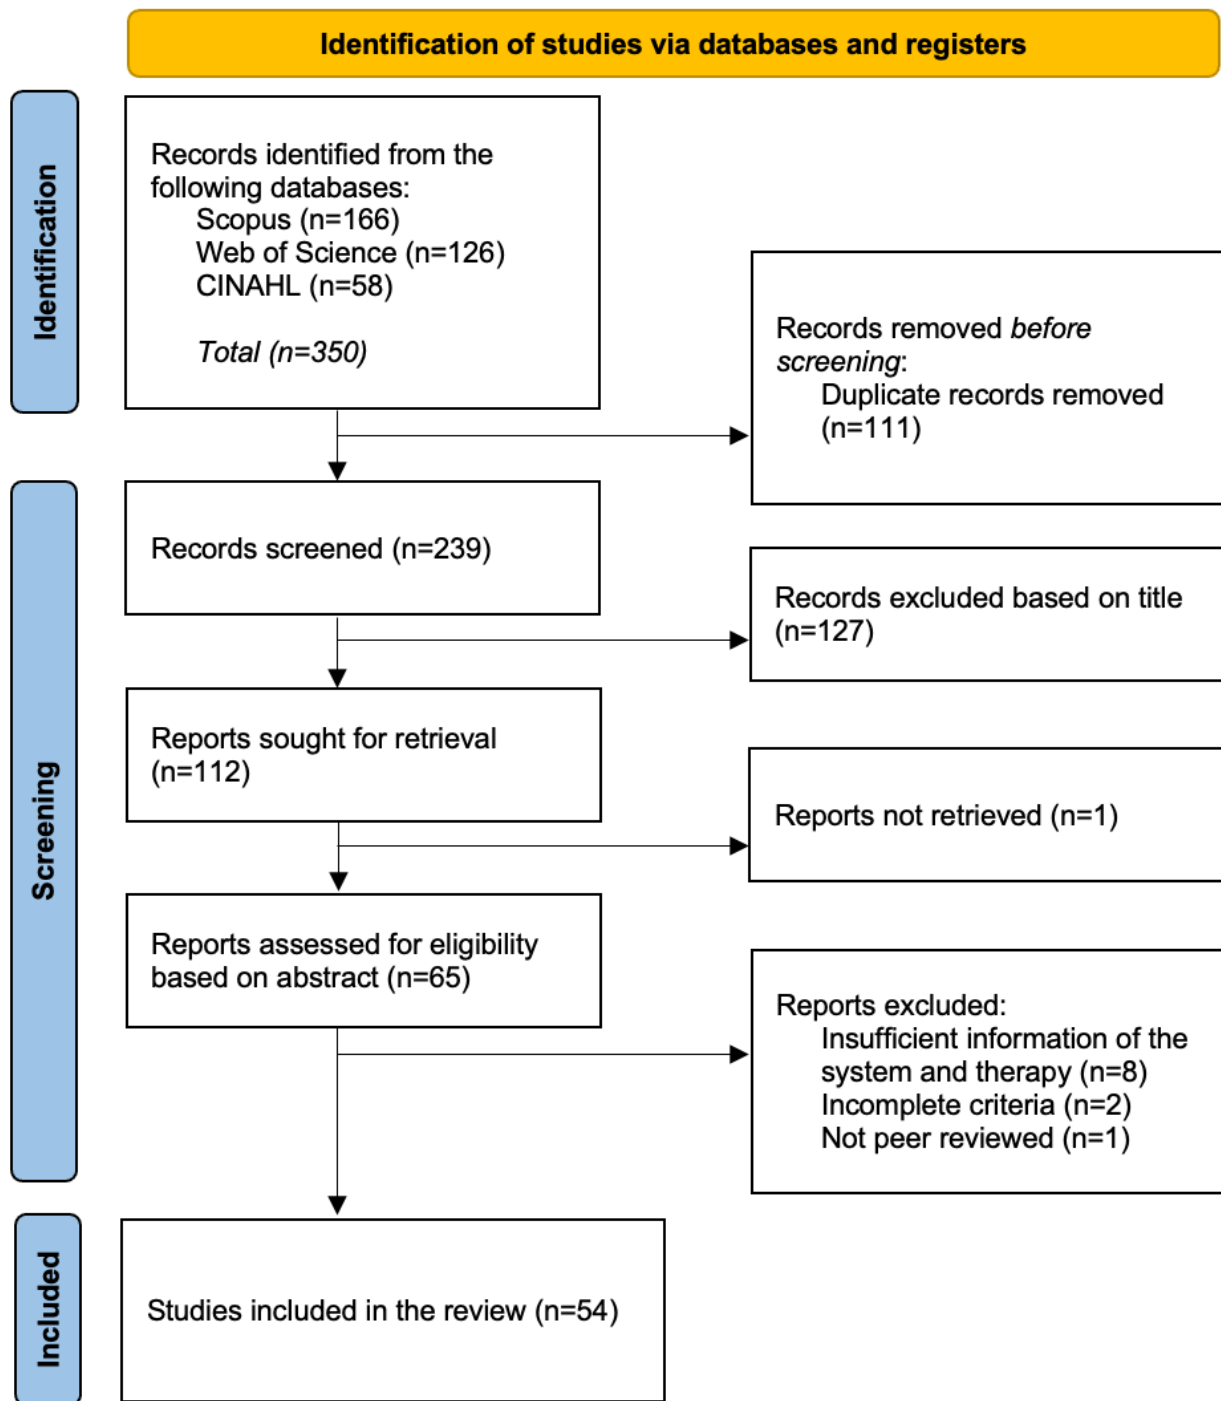 Identification of studies via databases and registers
Identification
Records identified from the
following databases:
Scopus (n=166)
Web of Science (n=126)
CINAHL (n=58)
Total (n=350)
Records removed before
screening:
Duplicate records removed
(n=111)
Screening
Records screened (n=239)
Records excluded based on title
(n=127)
Reports sought for retrieval
(n=112)
Reports not retrieved (n=1)
Reports assessed for eligibility
based on abstract (n=65)
Reports excluded:
Insufficient information of the
system and therapy (n=8)
Incomplete criteria (n=2)
Not peer reviewed (n=1)
Included
Studies included in the review (n=54)